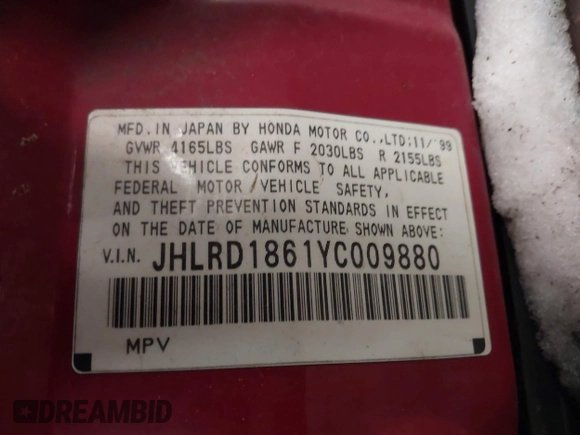 MFD. IN JAPAN BY HONDA MOTOR CO., LTD; 11/'99
GVWR 4165LBS GAWR F 2030LBS R 2155LBS
THIS VEHICLE CONFORMS TO ALL APPLICABLE
FEDERAL MOTOR VEHICLE SAFETY,
AND THEFT PREVENTION STANDARDS IN EFFECT
ON THE DATE OF MANUFACTURE SHOWN ABOVE:
V.I.N. JHLRD1861YC009880
MPV
DREAMBID